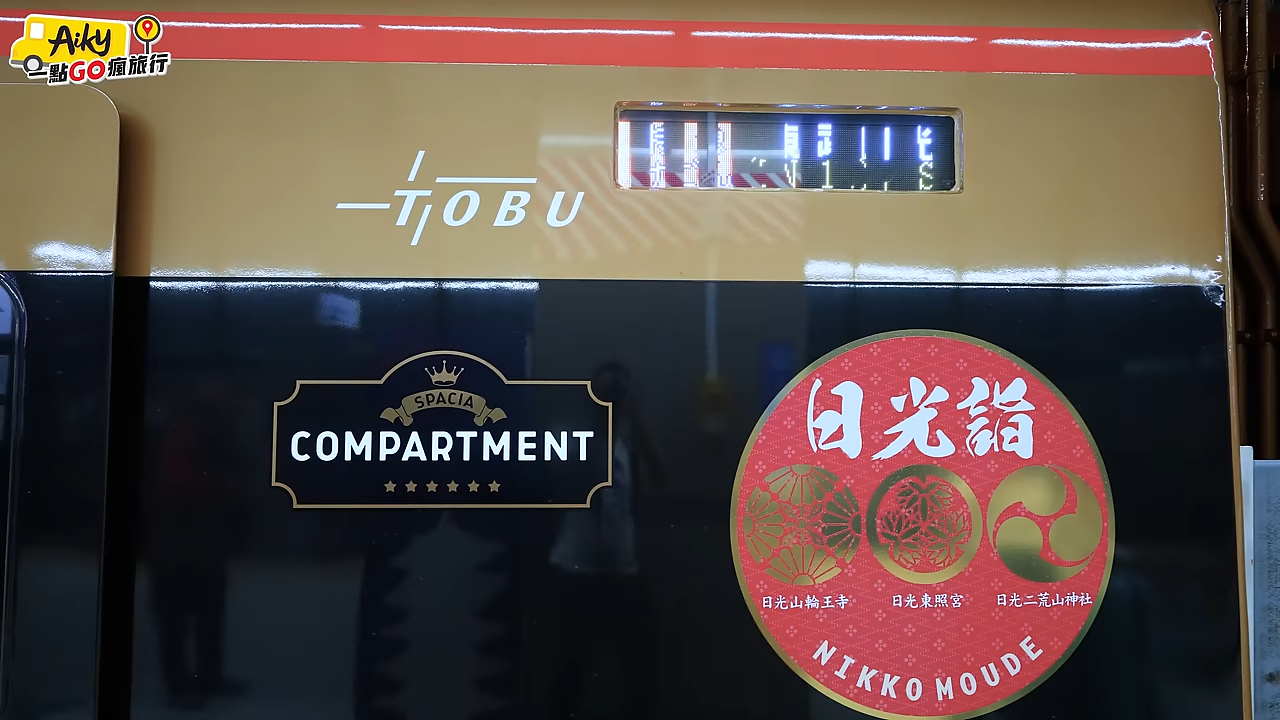 Aiky
一點GO瘋旅行
TOBU
SPACIA
COMPARTMENT
日光詣
日光山輪王寺
日光東照宮
日光二荒山神社
NIKKO MOUDE